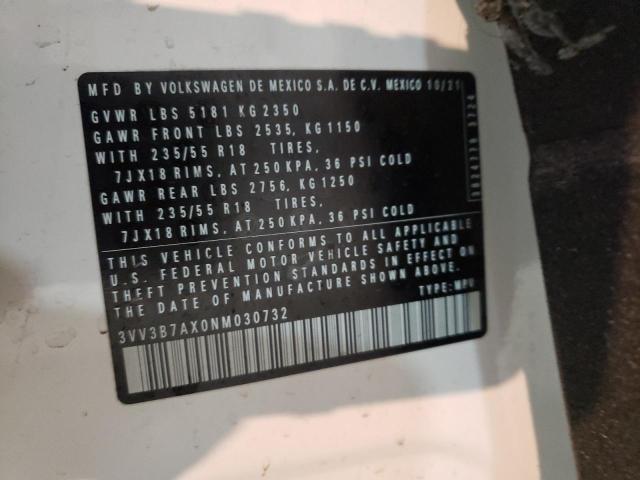 MFD BY VOLKSWAGEN DE MEXICO S.A. DE C.V. MEXICO 10/21
GVWR LBS 5181 KG 2350
GAWR FRONT LBS 2535, KG 1150
WITH 235/55 R18 TIRES,
7JX18 RIMS, AT 250 KPA, 36 PSI COLD
GAWR REAR LBS 2756, KG 1250
WITH 235/55 R18 TIRES,
7JX18 RIMS, AT 250 KPA, 36 PSI COLD
THIS VEHICLE CONFORMS TO ALL APPLICABLE
U.S. FEDERAL MOTOR VEHICLE SAFETY AND
THEFT PREVENTION STANDARDS IN EFFECT ON
THE DATE OF MANUFACTURE SHOWN ABOVE.
TYPE: MPV
3VV3B7AX0NM030732